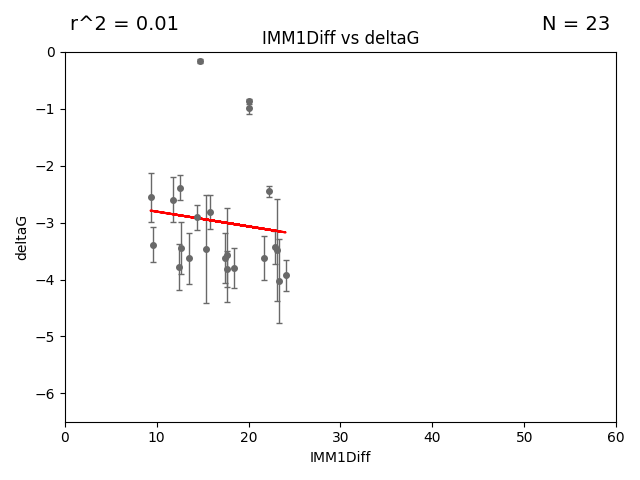 r^2 = 0.01
N = 23
IMM1Diff vs deltaG
0
−1
−2
−3
−4
−5
−6
deltaG
0 10 20 30 40 50 60
IMM1Diff